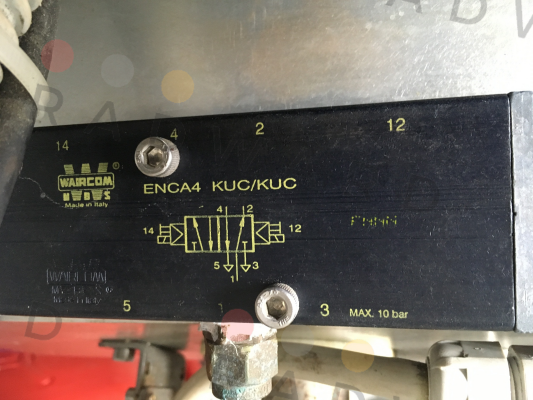 14 4 2 12
WAIRCOM ®
M B S
Made in Italy
ENCA4 KUC/KUC
4 2
14 12
5 3
1
5 1 3 MAX. 10 bar